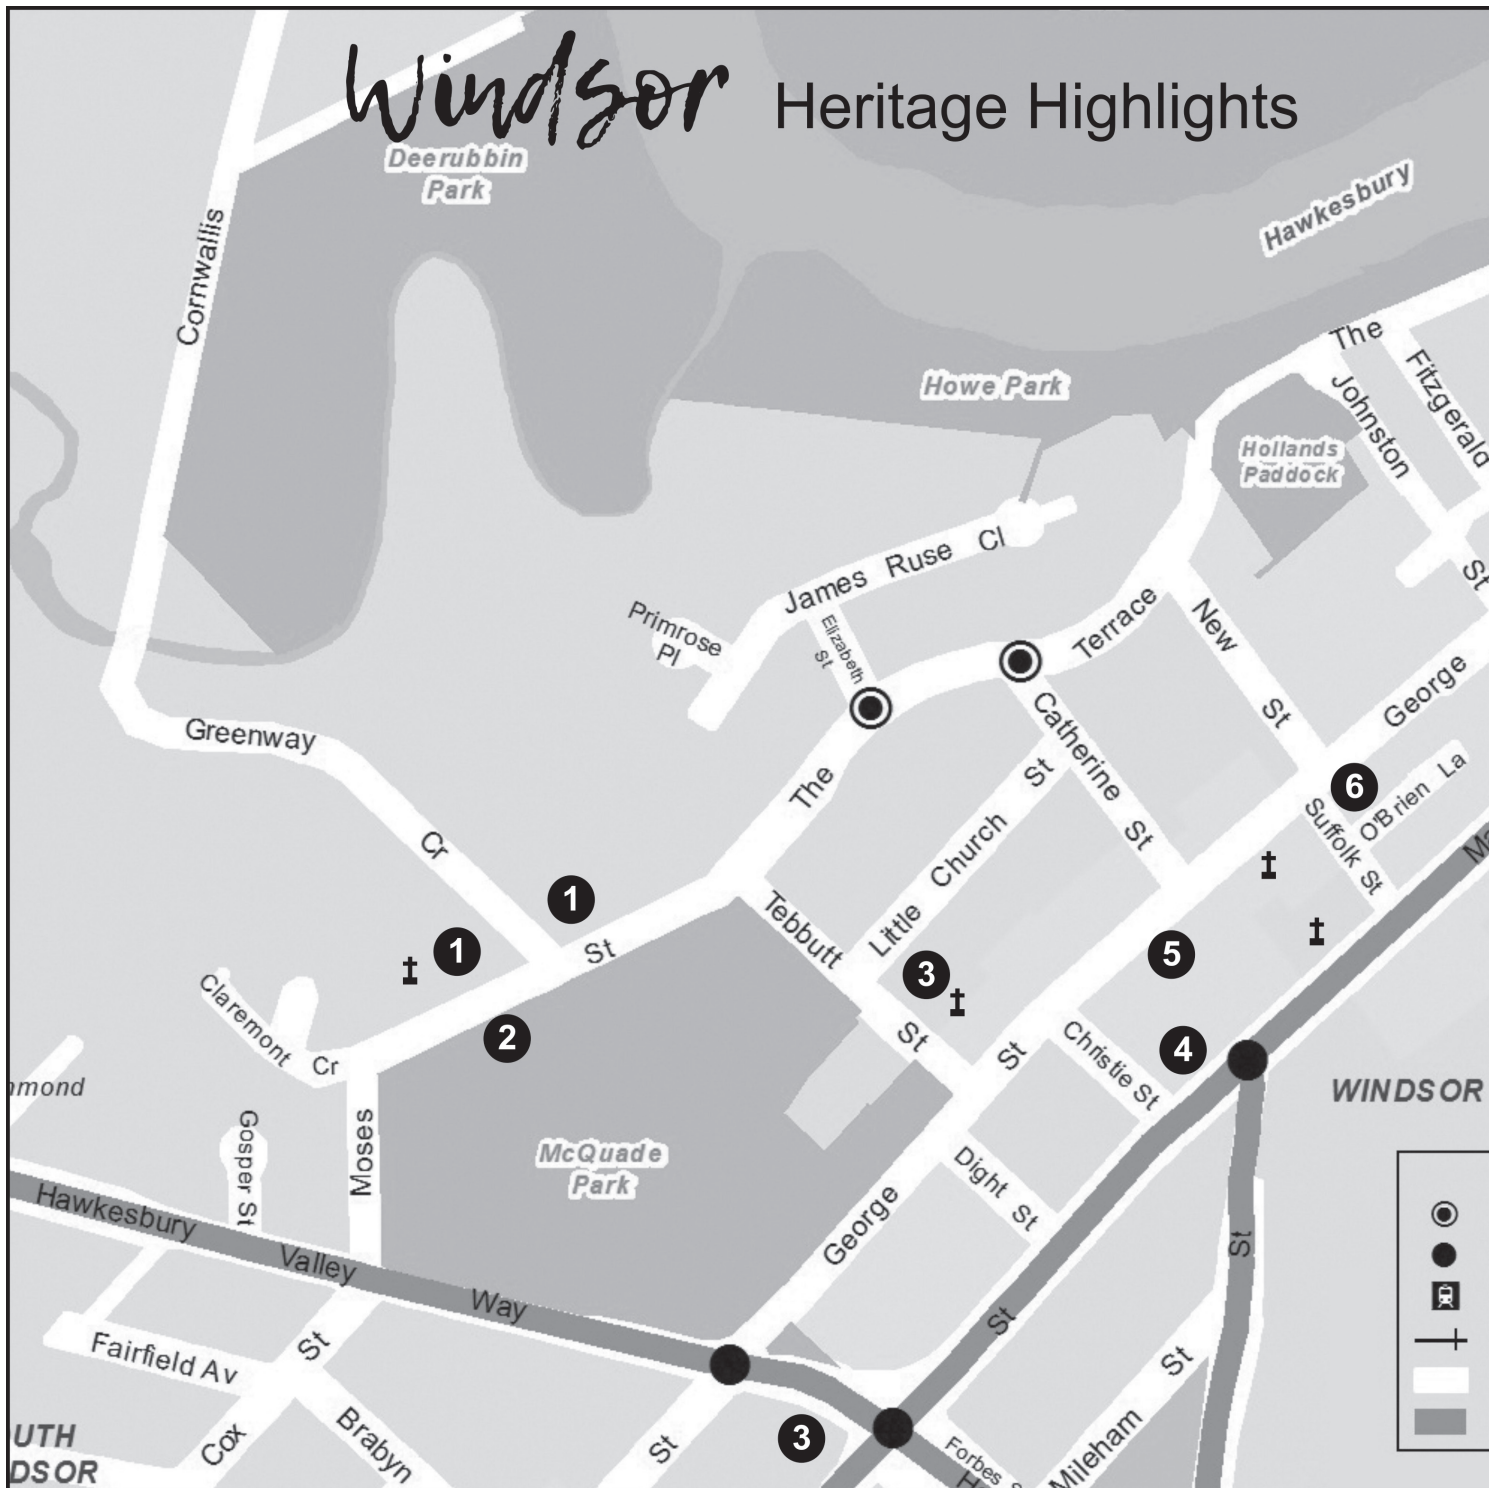 Windsor Heritage Highlights
Deerubbin
Park
Hawkesbury
Cornwallis
The
Fitzgerald
Johnston
Howe Park
Hollands
Paddock
St
James Ruse Cl
Primrose
Pl
Elizabeth
St
Terrace
New
St
George
Catherine
St
Greenway
Cr
The
St
Little Church
6
Suffolk St
O'Brien La
1
1
St
Tebbutt
St
3
5
2
4
Claremont
Cr
Christie St
St
WINDSOR
Gosper St
Moses
McQuade
Park
Dight St
George
Hawkesbury
Valley
Way
St
St
St
Fairfield Av
St
Cox
Brabyn
St
3
Forbes
Mileham